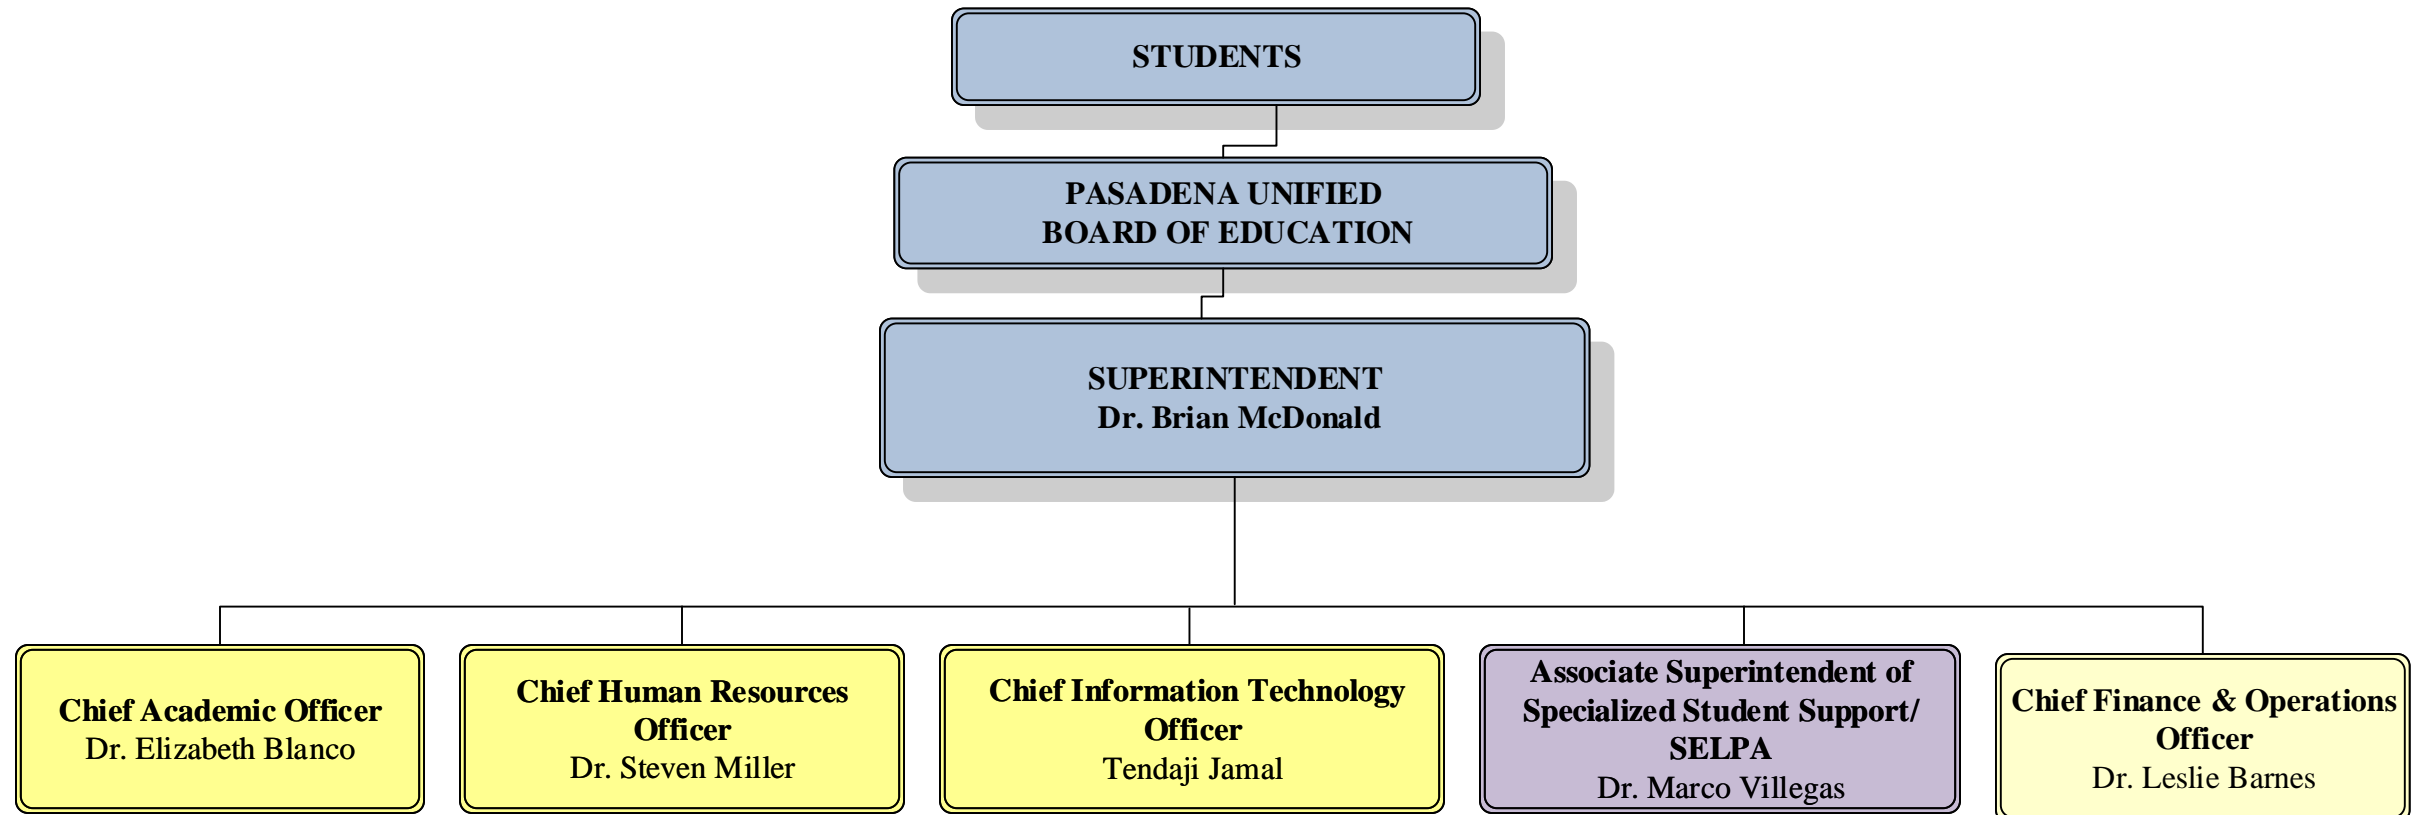 STUDENTS
PASADENA UNIFIED
BOARD OF EDUCATION
SUPERINTENDENT
Dr. Brian McDonald
Chief Academic Officer
Dr. Elizabeth Blanco
Chief Human Resources
Officer
Dr. Steven Miller
Chief Information Technology
Officer
Tendaji Jamal
Associate Superintendent of
Specialized Student Support/
SELPA
Dr. Marco Villegas
Chief Finance & Operations
Officer
Dr. Leslie Barnes